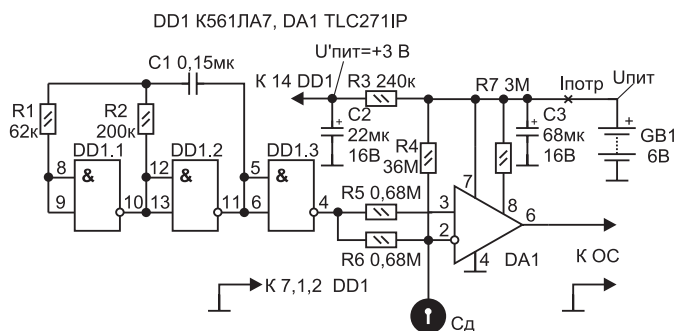 DD1 К561ЛА7, DA1 TLC271IP
U'пит=+3 В
C1 0,15мк
К 14 DD1
R3 240к
R7 3М
Iпотр
Uпит
R1
62к
R2
200к
C2
22мк
16В
R4
36М
C3
68мк
16В
+
+
+
GB1
6В
DD1.1
DD1.2
DD1.3
8
&
9
10
12
&
13
11
5
&
6
4
R5 0,68М
R6 0,68М
3
2
7
8
6
4
DA1
К ОС
К 7,1,2 DD1
Сд